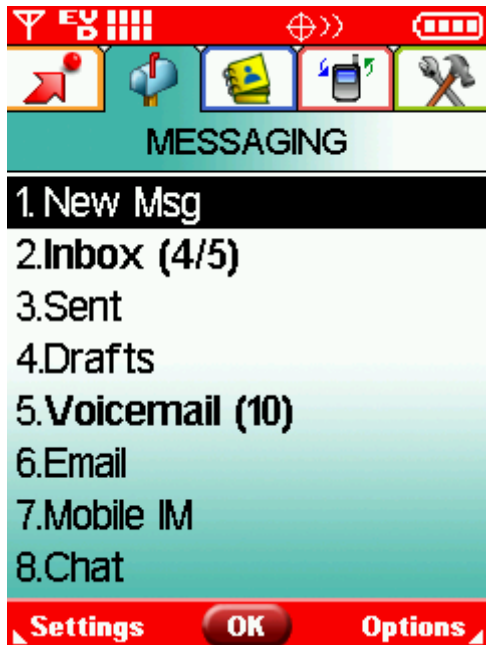 EV
D
MESSAGING
1. New Msg
2.Inbox (4/5)
3.Sent
4.Drafts
5.Voicemail (10)
6.Email
7.Mobile IM
8.Chat
Settings OK Options